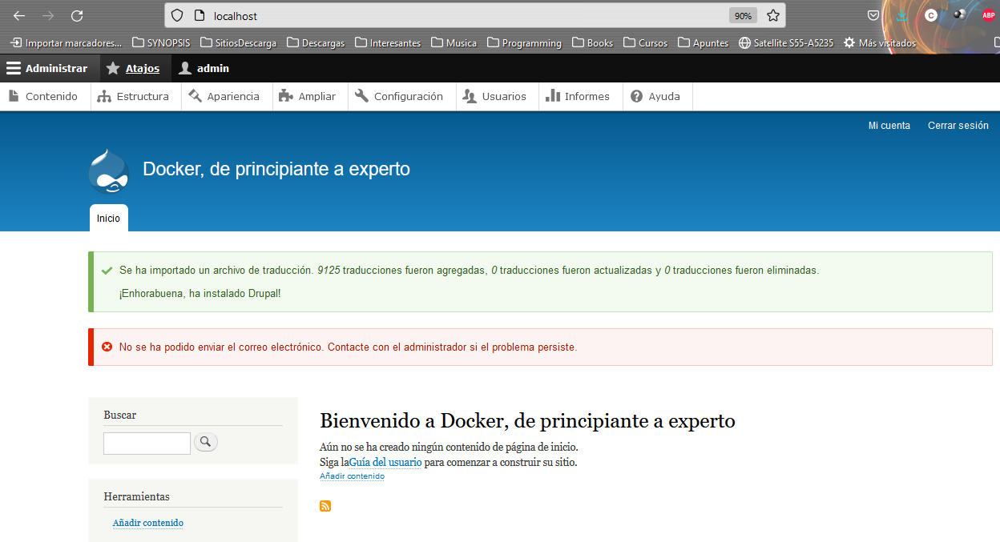 localhost
90%
ABP
Importar marcadores... SYNOPSIS SitiosDescarga Descargas Interesantes Musica Programming Books Cursos Apuntes Satellite S55-A5235 Más visitados
Administrar Atajos admin
Contenido Estructura Apariencia Ampliar Configuración Usuarios Informes Ayuda
Mi cuenta Cerrar sesión
Docker, de principiante a experto
Inicio
Se ha importado un archivo de traducción. 9125 traducciones fueron agregadas, 0 traducciones fueron actualizadas y 0 traducciones fueron eliminadas.
¡Enhorabuena, ha instalado Drupal!
No se ha podido enviar el correo electrónico. Contacte con el administrador si el problema persiste.
Buscar
Herramientas
Añadir contenido
Bienvenido a Docker, de principiante a experto
Aún no se ha creado ningún contenido de página de inicio.
Siga laGuía del usuario para comenzar a construir su sitio.
Añadir contenido